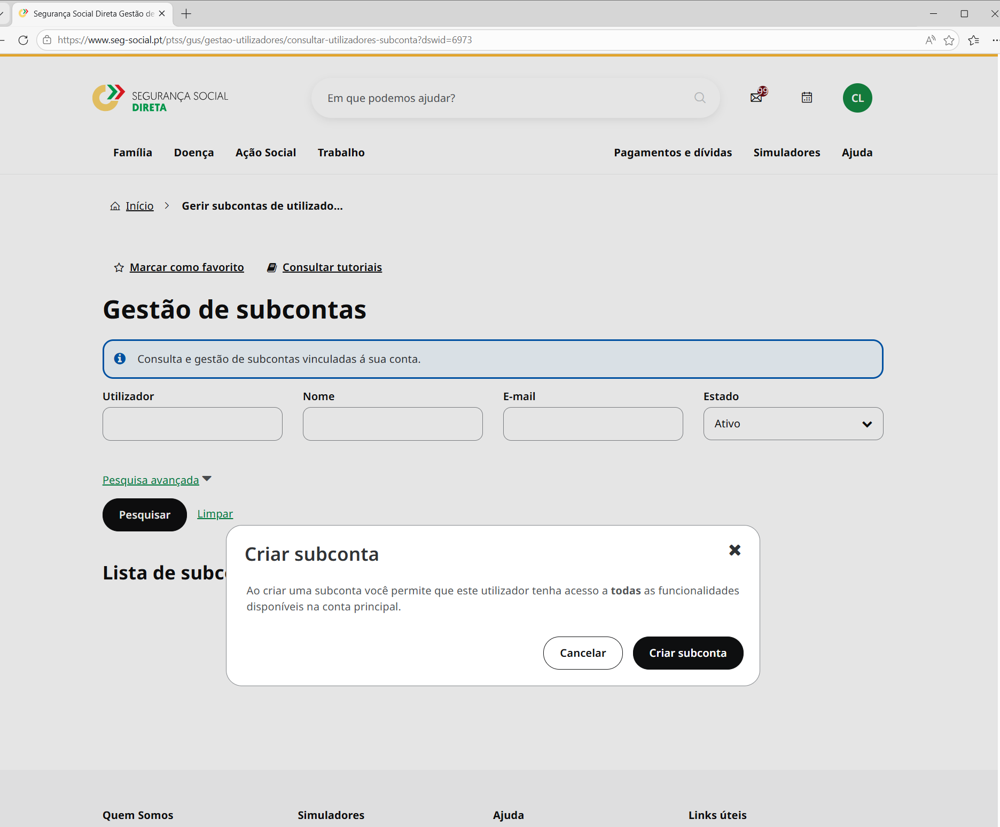 Segurança Social Direta Gestão de
https://www.seg-social.pt/ptss/gus/gestao-utilizadores/consultar-utilizadores-subconta?dswid=6973
SEGURANÇA SOCIAL
DIRETA
Em que podemos ajudar?
99
CL
Família Doença Ação Social Trabalho Pagamentos e dívidas Simuladores Ajuda
Início > Gerir subcontas de utilizado...
Marcar como favorito Consultar tutoriais
Gestão de subcontas
Consulta e gestão de subcontas vinculadas á sua conta.
Utilizador Nome E-mail Estado
Ativo
Pesquisa avançada
Pesquisar Limpar
Lista de subc
Criar subconta
Ao criar uma subconta você permite que este utilizador tenha acesso a todas as funcionalidades
disponíveis na conta principal.
Cancelar Criar subconta
Quem Somos Simuladores Ajuda Links úteis